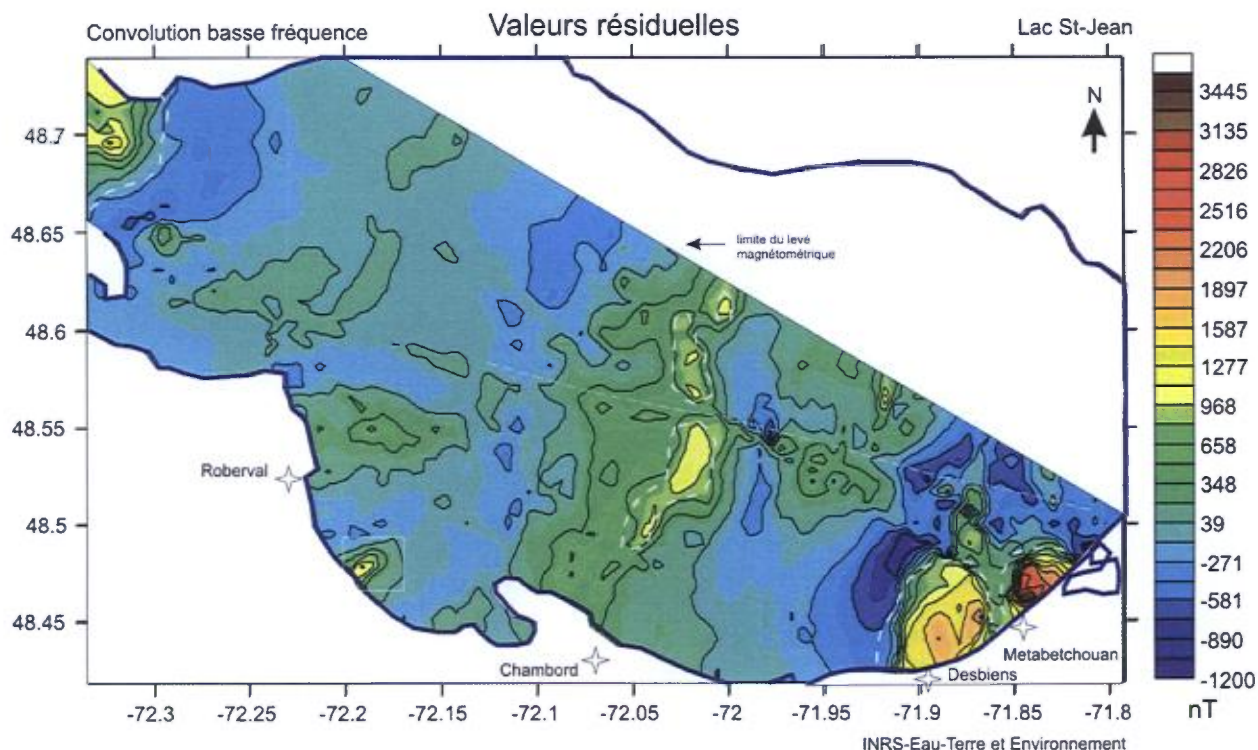 Convolution basse fréquence
Valeurs résiduelles
Lac St-Jean
N
limite du levé
magnétométrique
48.7
48.65
48.6
48.55
48.5
48.45
Roberval
Chambord
Desbiens
Metabetchouan
-72.3
-72.25
-72.2
-72.15
-72.1
-72.05
-72
-71.95
-71.9
-71.85
-71.8
3445
3135
2826
2516
2206
1897
1587
1277
968
658
348
39
-271
-581
-890
-1200
nT
INRS-Eau-Terre et Environnement